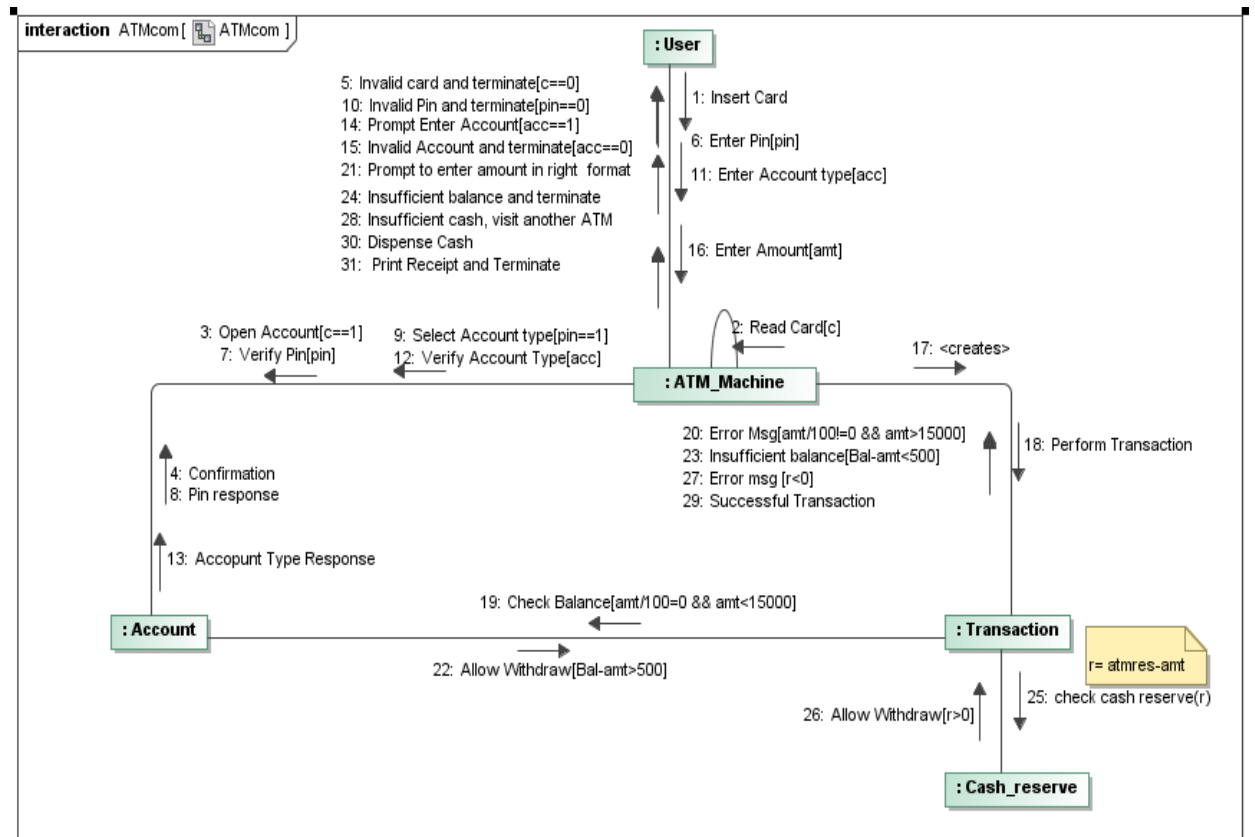 interaction ATMcom[ ATMcom ]
: User
5: Invalid card and terminate[c==0]
10: Invalid Pin and terminate[pin==0]
14: Prompt Enter Account[acc==1]
15: Invalid Account and terminate[acc==0]
21: Prompt to enter amount in right format
24: Insufficient balance and terminate
28: Insufficient cash, visit another ATM
30: Dispense Cash
31: Print Receipt and Terminate
1: Insert Card
6: Enter Pin[pin]
11: Enter Account type[acc]
16: Enter Amount[amt]
3: Open Account[c==1]
7: Verify Pin[pin]
9: Select Account type[pin==1]
12: Verify Account Type[acc]
2: Read Card[c]
17: <creates>
: ATM_Machine
20: Error Msg[amt/100!=0 && amt>15000]
23: Insufficient balance[Bal-amt<500]
27: Error msg [r<0]
29: Successful Transaction
18: Perform Transaction
4: Confirmation
8: Pin response
13: Accopunt Type Response
19: Check Balance[amt/100=0 && amt<15000]
: Account
: Transaction
22: Allow Withdraw[Bal-amt>500]
r= atmres-amt
25: check cash reserve(r)
26: Allow Withdraw[r>0]
: Cash_reserve